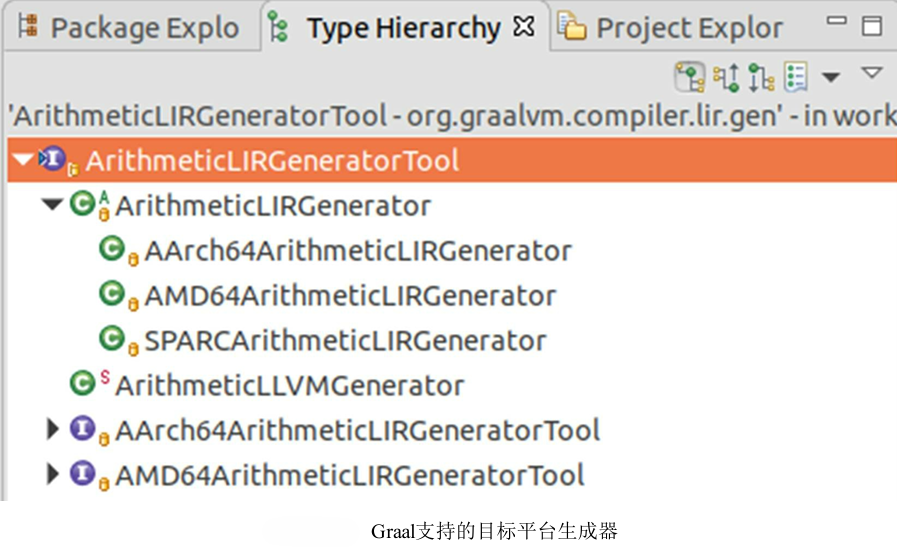 Package Explo Type Hierarchy Project Explor
'ArithmeticLIRGeneratorTool - org.graalvm.compiler.lir.gen' - in work
ArithmeticLIRGeneratorTool
ArithmeticLIRGenerator
AArch64ArithmeticLIRGenerator
AMD64ArithmeticLIRGenerator
SPARCArithmeticLIRGenerator
ArithmeticLLVMGenerator
AArch64ArithmeticLIRGeneratorTool
AMD64ArithmeticLIRGeneratorTool
Graal支持的目标平台生成器